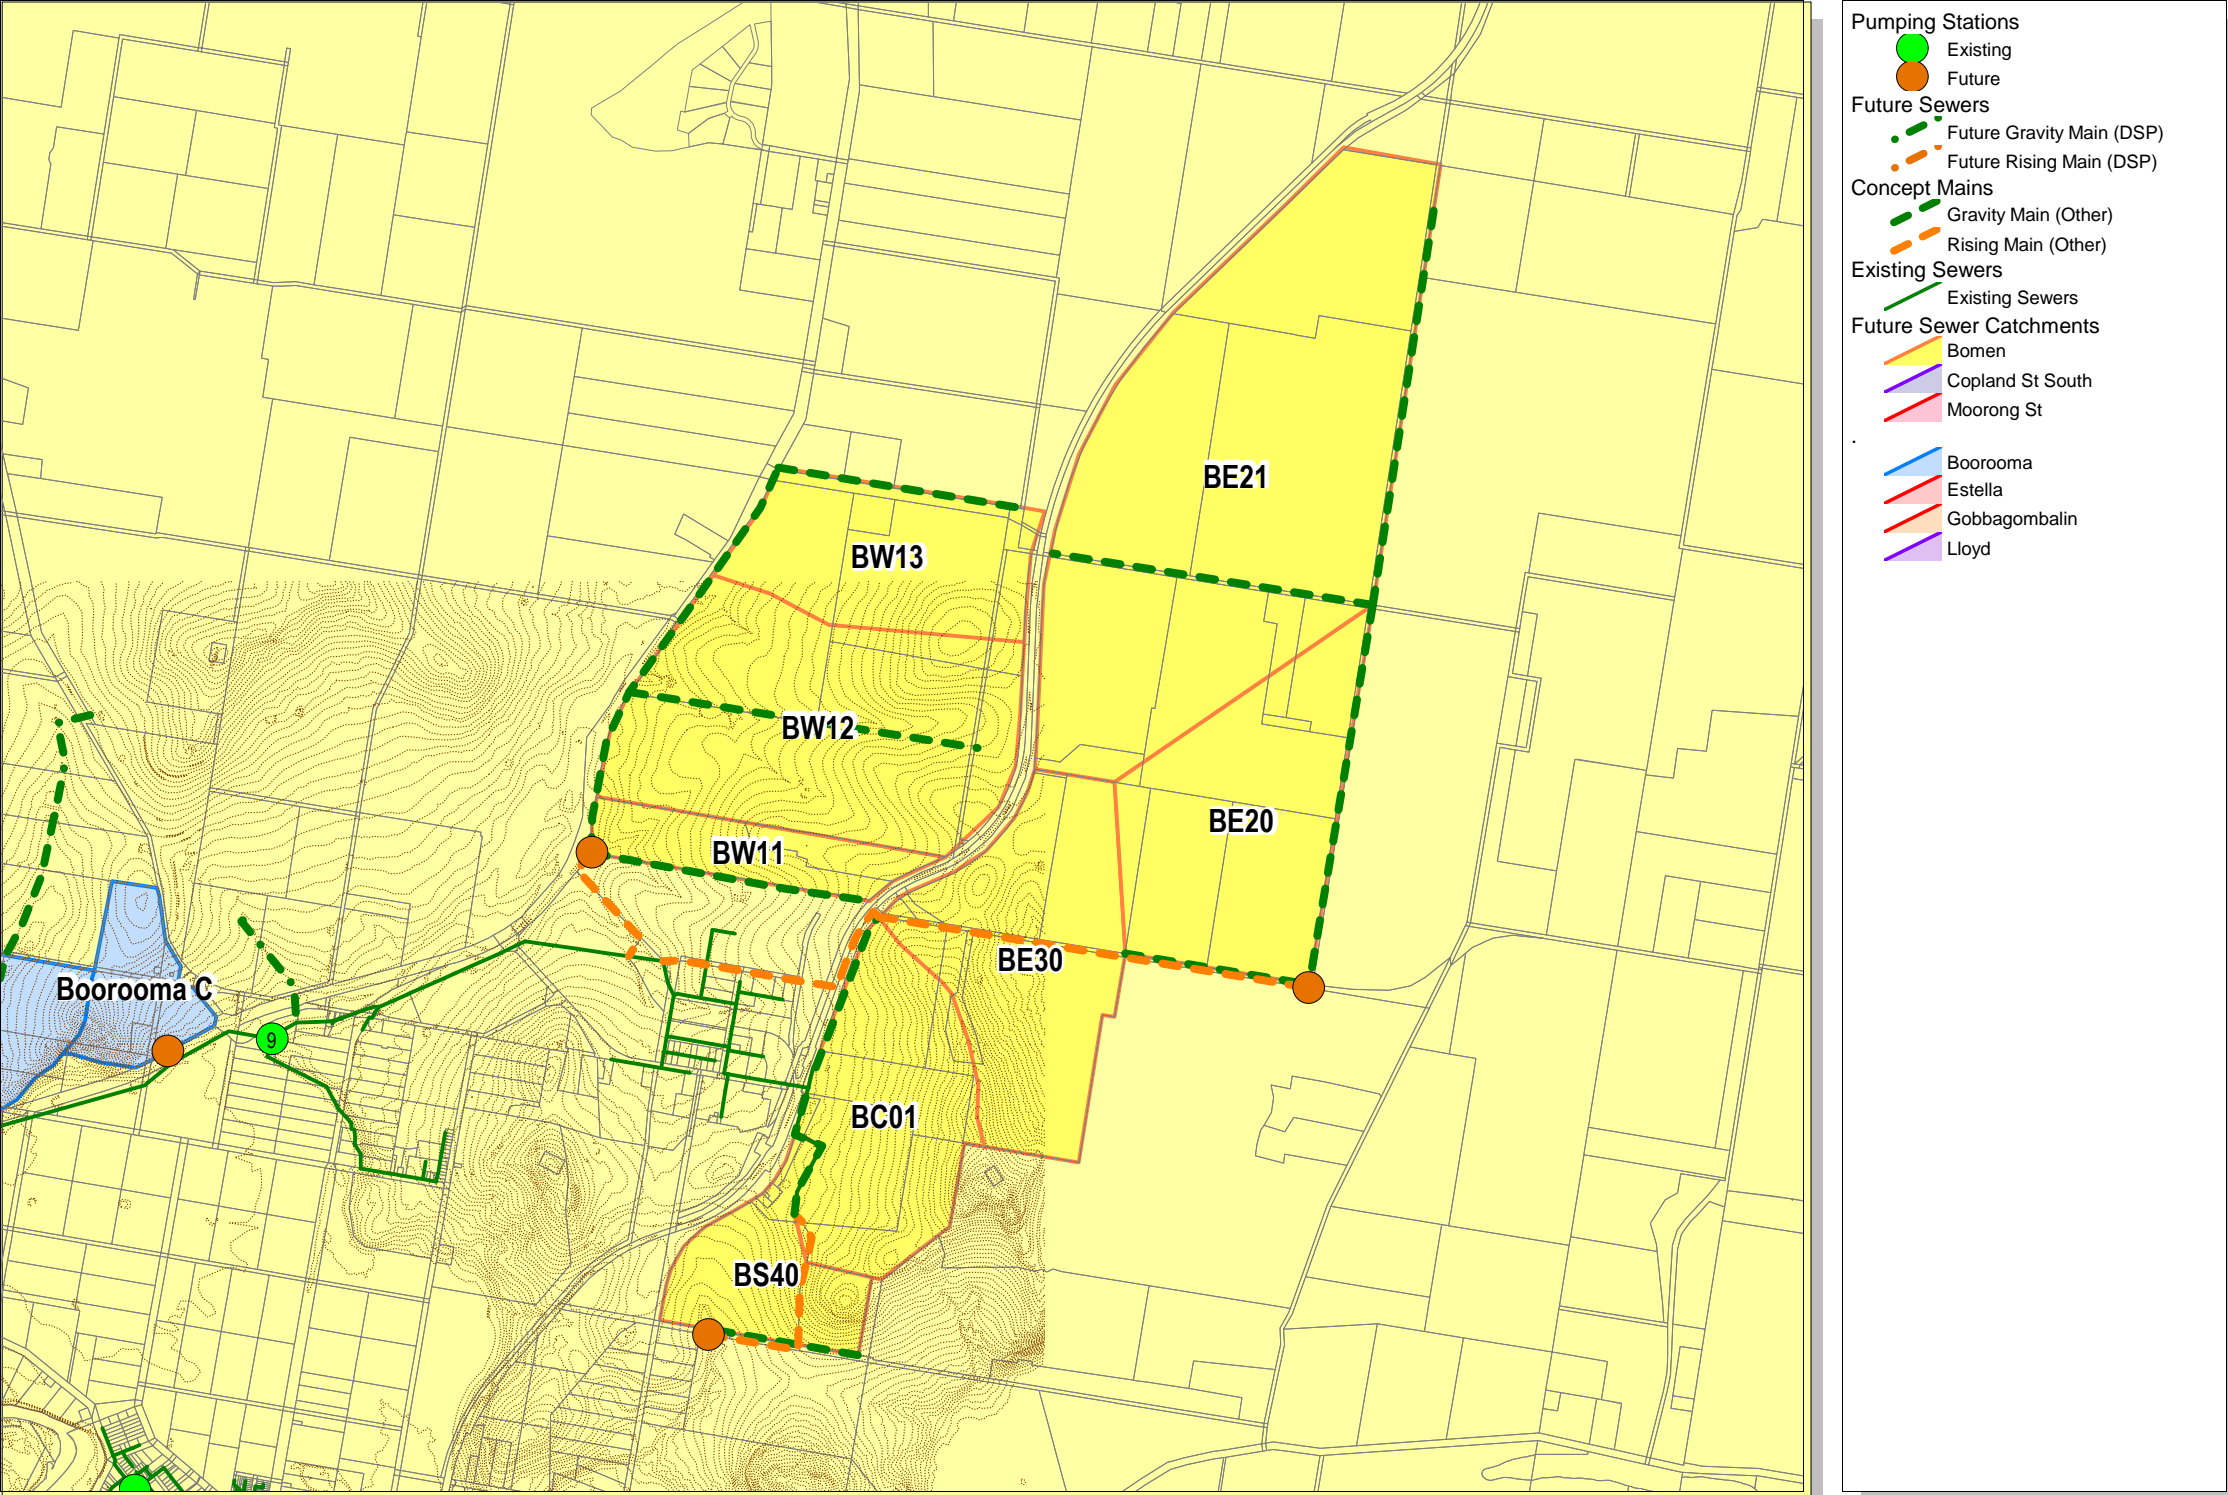 BE21
BW13
BW12
BE20
BW11
BE30
Boorooma C
9
BC01
BS40
Pumping Stations
Existing
Future
Future Sewers
Future Gravity Main (DSP)
Future Rising Main (DSP)
Concept Mains
Gravity Main (Other)
Rising Main (Other)
Existing Sewers
Existing Sewers
Future Sewer Catchments
Bomen
Copland St South
Moorong St
.
Boorooma
Estella
Gobbagombalin
Lloyd